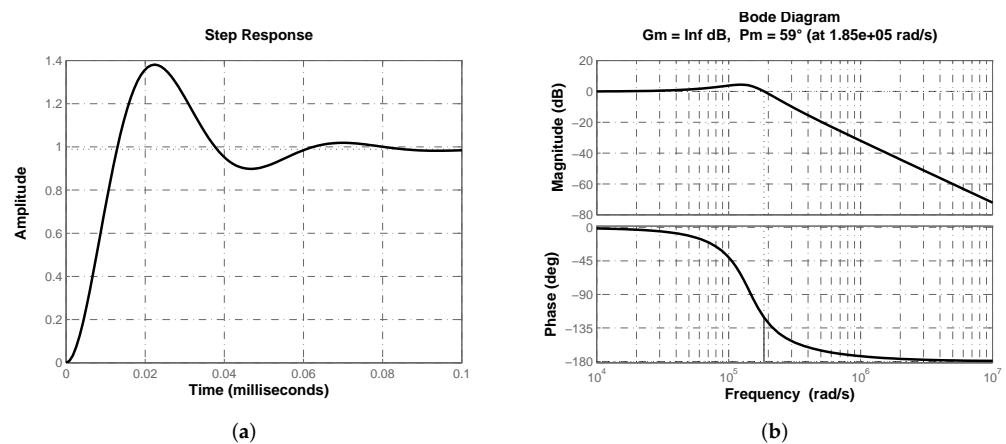 Step Response
1.4
1.2
1
0.8
0.6
0.4
0.2
0
Amplitude
0 0.02 0.04 0.06 0.08 0.1
Time (milliseconds)
(a)
Bode Diagram
Gm = Inf dB, Pm = 59° (at 1.85e+05 rad/s)
20
0
−20
−40
−60
−80
Magnitude (dB)
0
−45
−90
−135
−180
Phase (deg)
10^4 10^5 10^6 10^7
Frequency (rad/s)
(b)